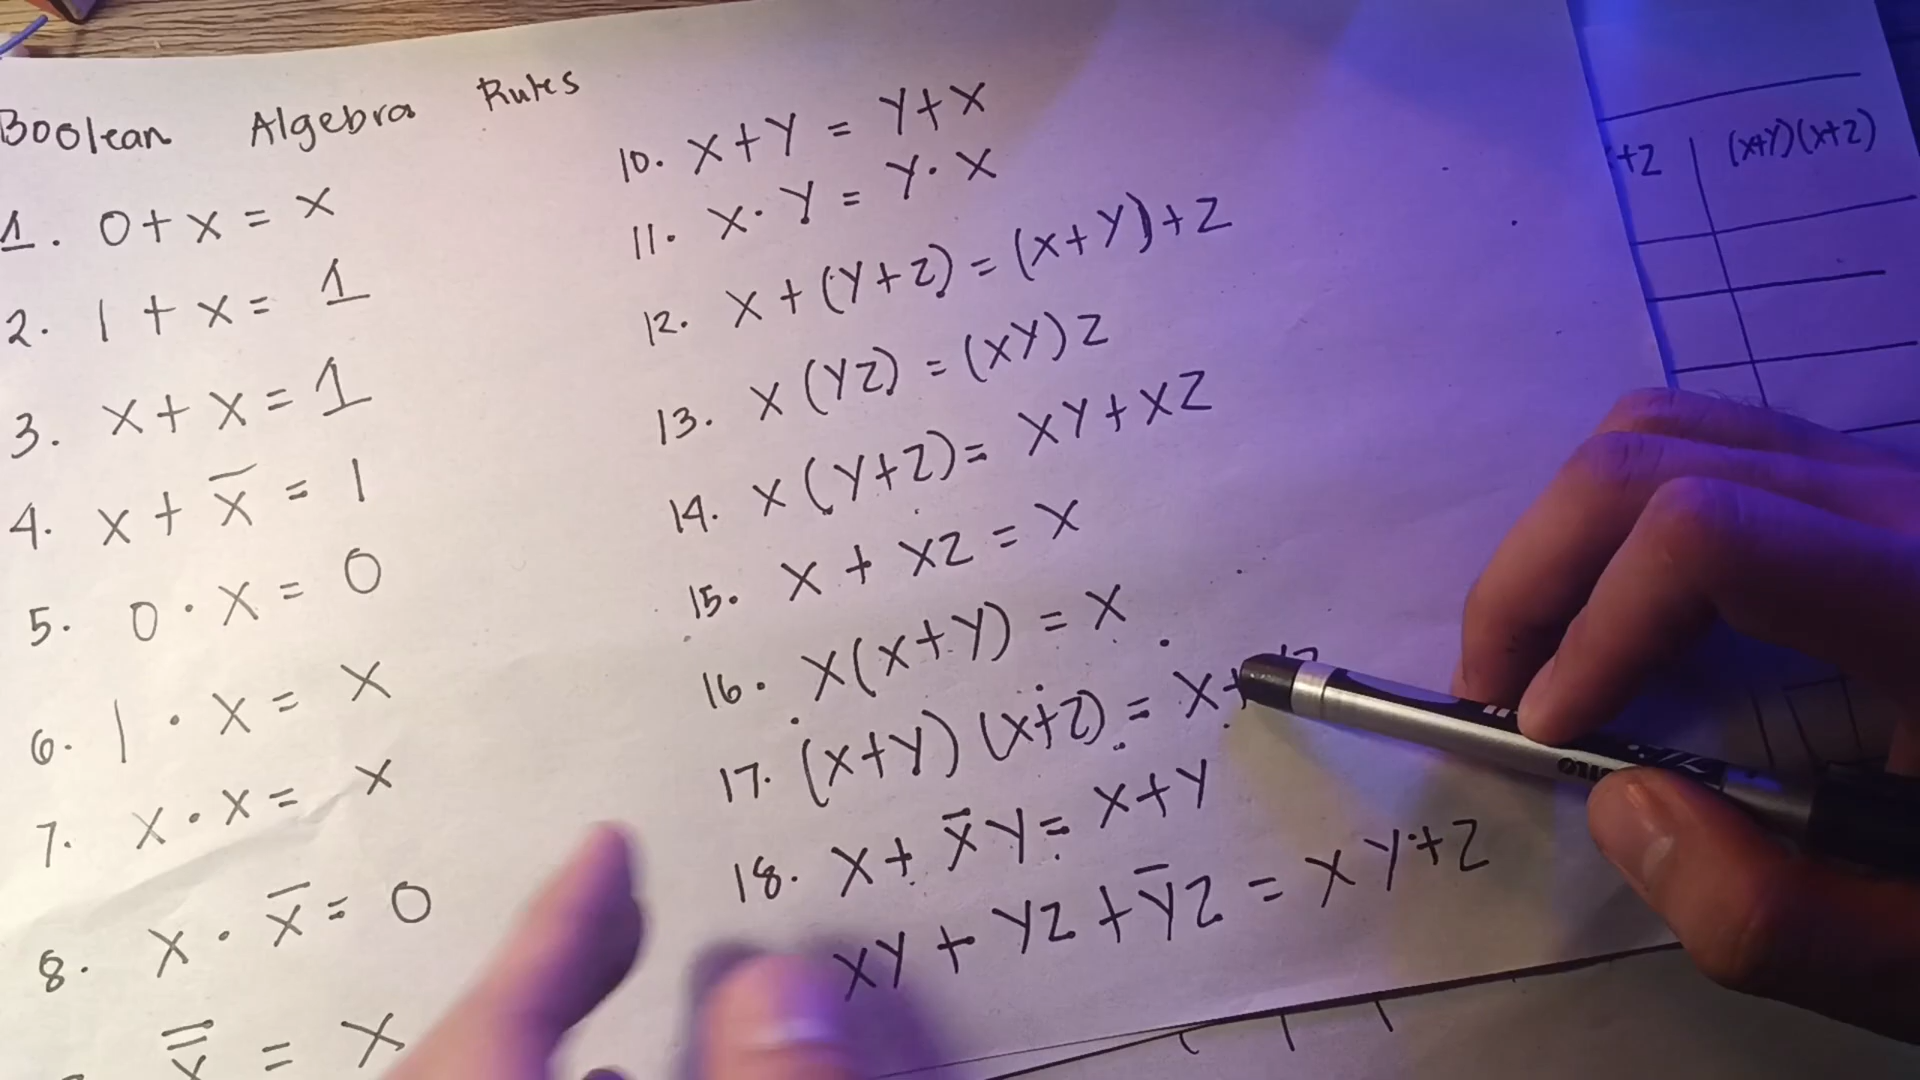 Boolean Algebra Rules
1. 0 + x = x
2. 1 + x = 1
3. x + x = 1
4. x + x̅ = 1
5. 0 · x = 0
6. 1 · x = x
7. x · x = x
8. x · x̅ = 0
x̿ = x
10. x + y = y + x
11. x · y = y · x
12. x + (y + z) = (x + y) + z
13. x (yz) = (xy) z
14. x (y + z) = xy + xz
15. x + xz = x
16. x(x + y) = x
17. (x + y) (x + z) = x +
18. x + x̅ y = x + y
xy + yz + y̅z = xy + z
+z (x+y)(x+z)